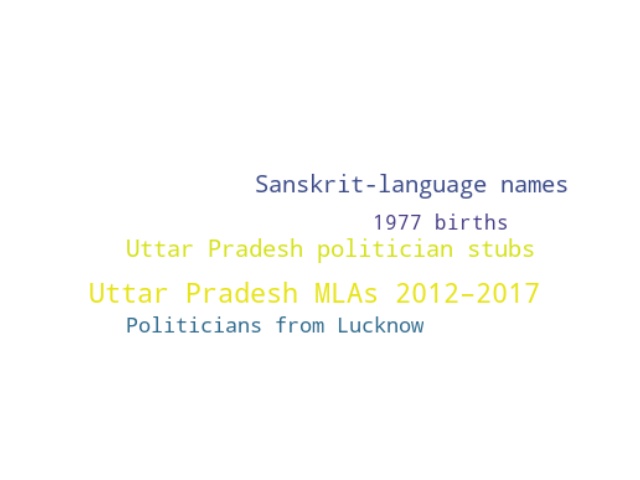 Sanskrit-language names
1977 births
Uttar Pradesh politician stubs
Uttar Pradesh MLAs 2012–2017
Politicians from Lucknow